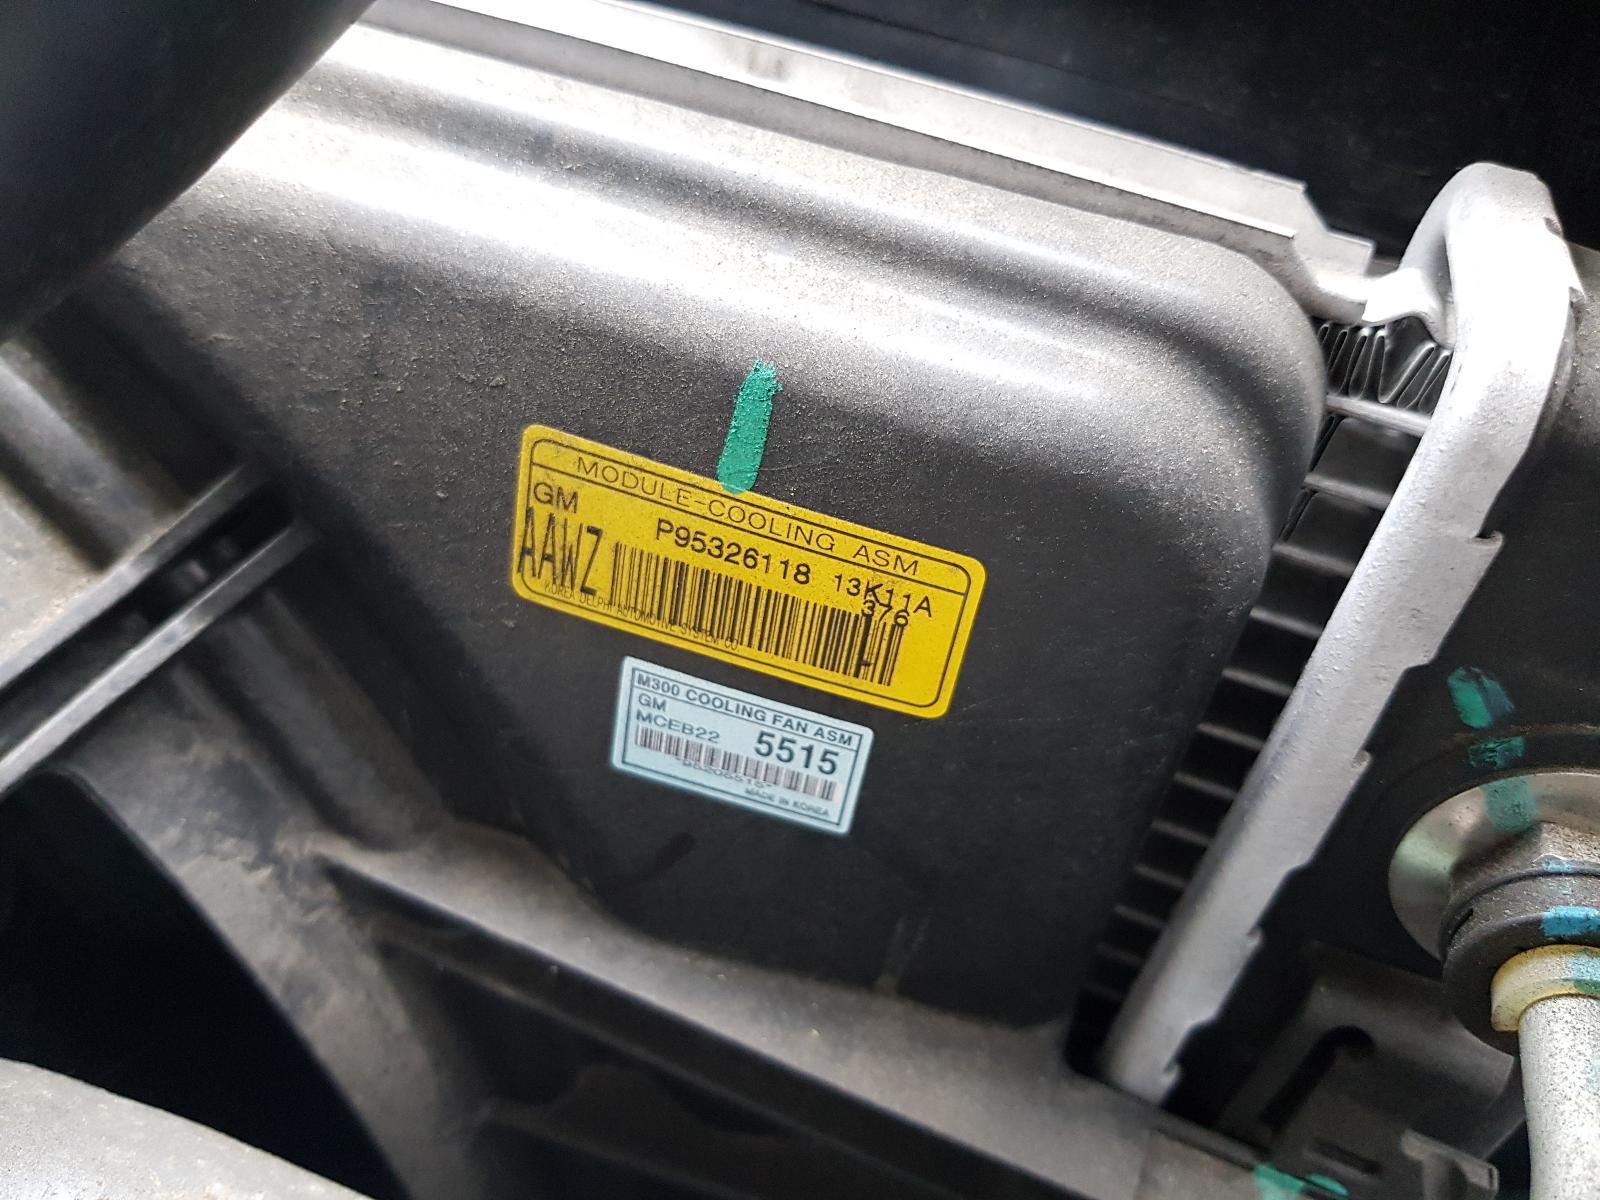 MODULE-COOLING ASM
GM
P95326118 13K11A
AAWZ
376
KOREA DELPHI AUTOMOTIVE SYSTEM CO
M300 COOLING FAN ASM
GM
MCEB22 5515
MADE IN KOREA